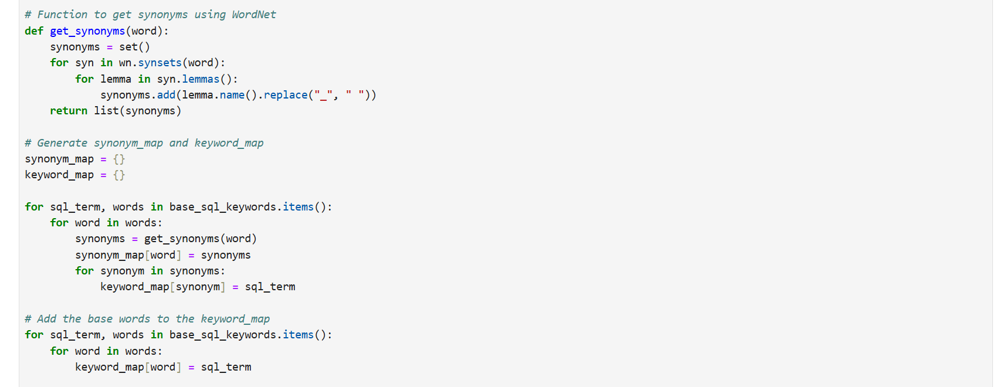 # Function to get synonyms using WordNet
def get_synonyms(word):
    synonyms = set()
    for syn in wn.synsets(word):
        for lemma in syn.lemmas():
            synonyms.add(lemma.name().replace("_", " "))
    return list(synonyms)

# Generate synonym_map and keyword_map
synonym_map = {}
keyword_map = {}

for sql_term, words in base_sql_keywords.items():
    for word in words:
        synonyms = get_synonyms(word)
        synonym_map[word] = synonyms
        for synonym in synonyms:
            keyword_map[synonym] = sql_term

# Add the base words to the keyword_map
for sql_term, words in base_sql_keywords.items():
    for word in words:
        keyword_map[word] = sql_term